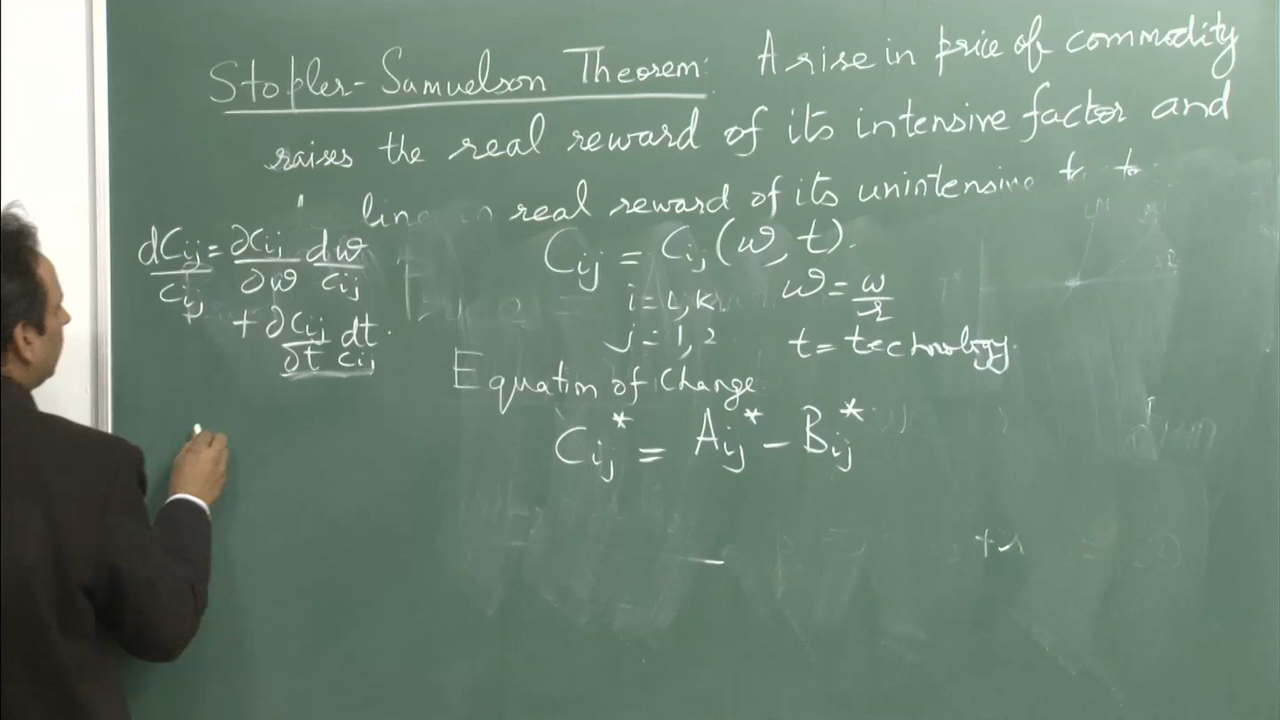 Stopler-Samuelson Theorem: A rise in price of commodity
raises the real reward of its intensive factor and
real reward of its unintensive
dCij/Cij = ∂Cij/∂ω dω/Cij
+ ∂Cij/∂t dt/Cij
Cij = Cij (ω, t).
i = L, K
j = 1, 2
ω = w/r
t = technology
Equation of Change
Cij* = Aij* - Bij*